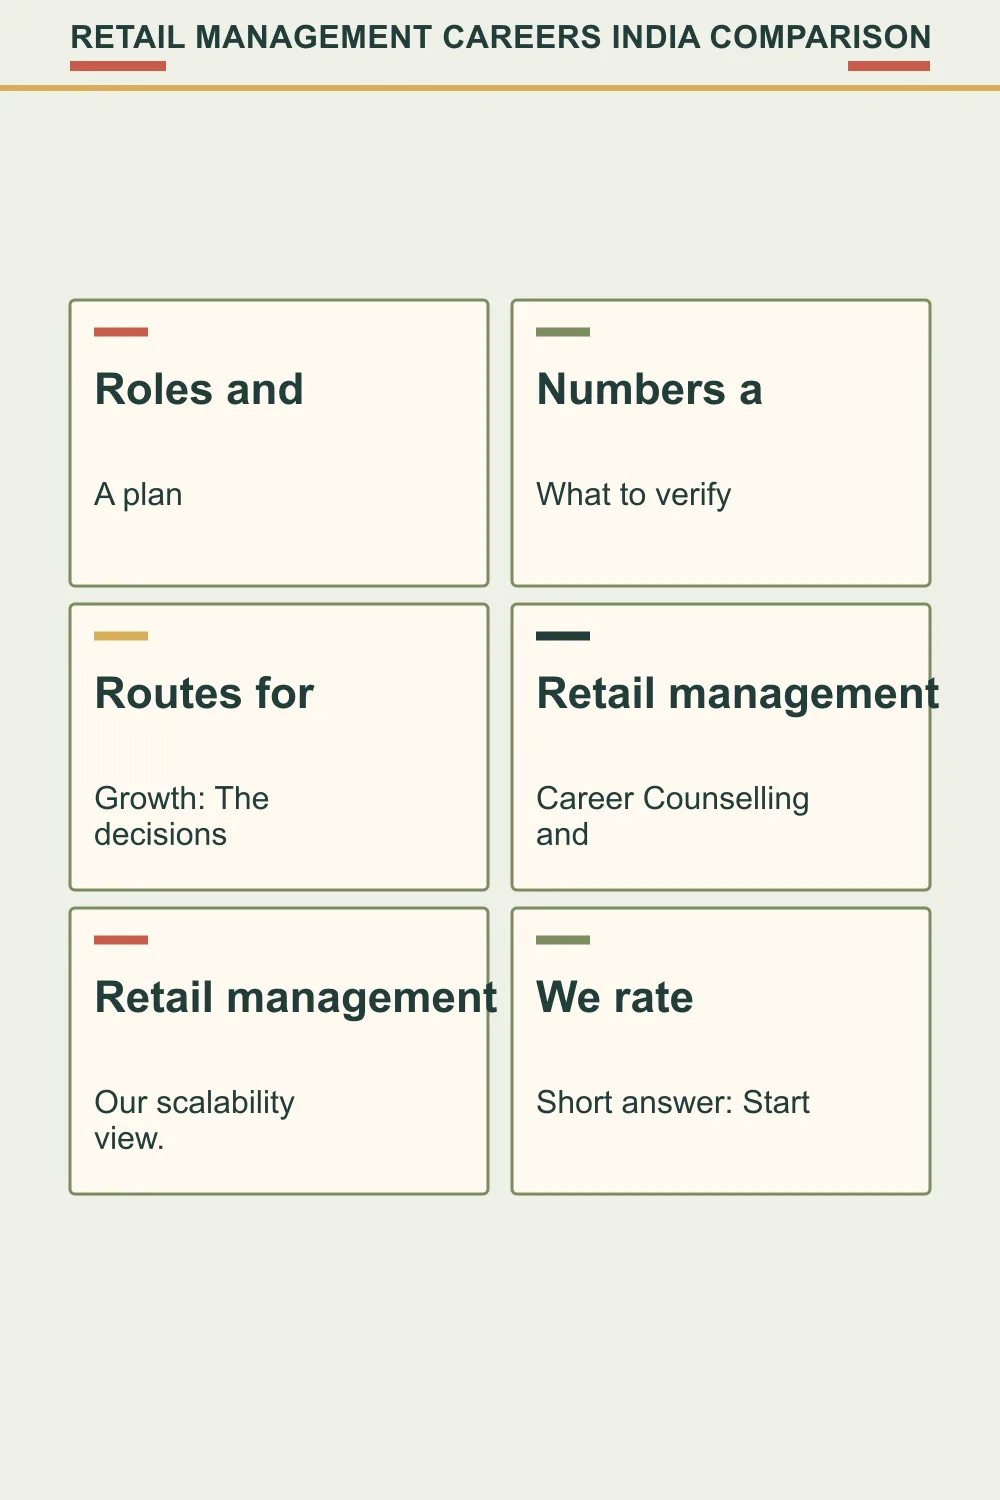 RETAIL MANAGEMENT CAREERS INDIA COMPARISON
Roles and
A plan
Numbers a
What to verify
Routes for
Growth: The
decisions
Retail management
Career Counselling
and
Retail management
Our scalability
view.
We rate
Short answer: Start